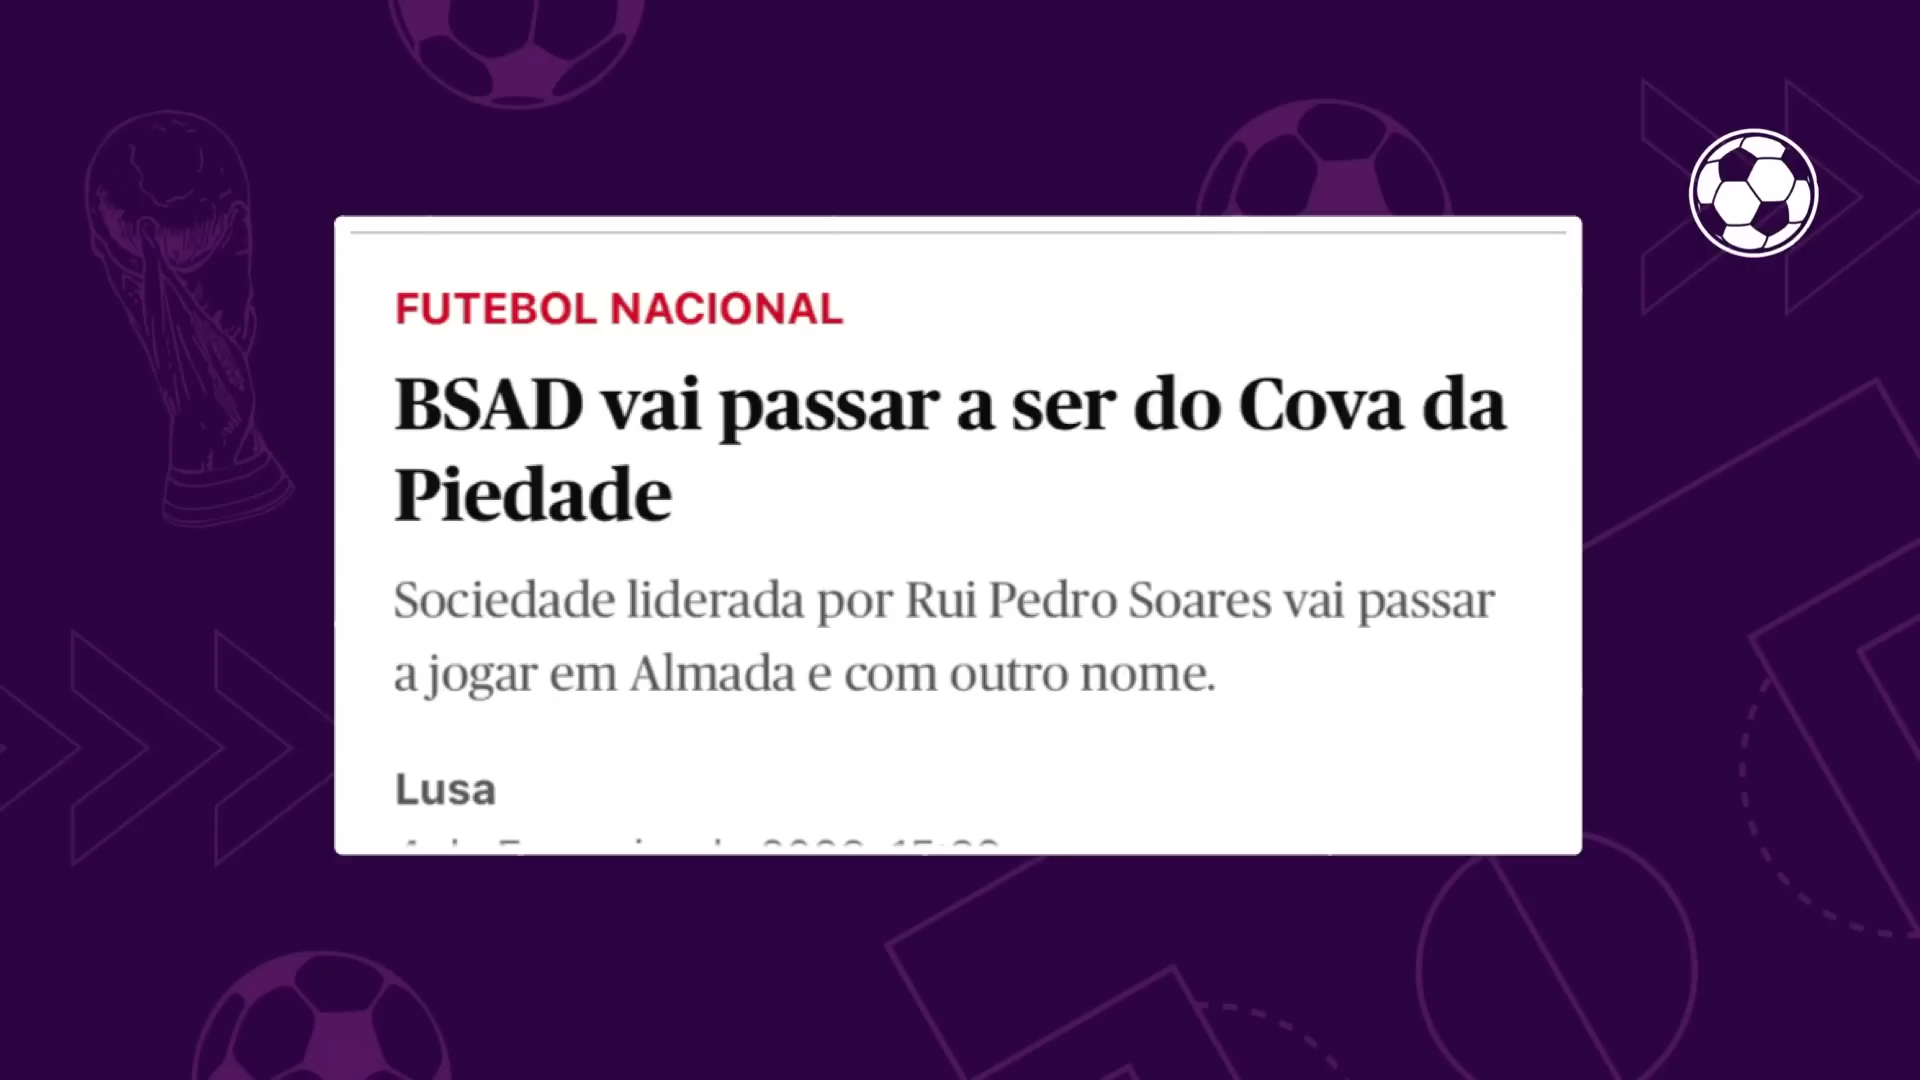 FUTEBOL NACIONAL
BSAD vai passar a ser do Cova da
Piedade
Sociedade liderada por Rui Pedro Soares vai passar
a jogar em Almada e com outro nome.
Lusa